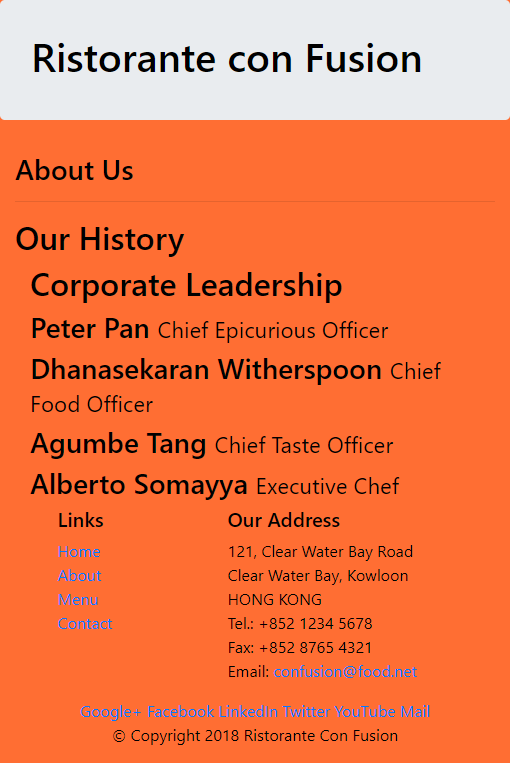 Ristorante con Fusion
About Us
Our History
Corporate Leadership
Peter Pan Chief Epicurious Officer
Dhanasekaran Witherspoon Chief
Food Officer
Agumbe Tang Chief Taste Officer
Alberto Somayya Executive Chef
Links
Home
About
Menu
Contact
Our Address
121, Clear Water Bay Road
Clear Water Bay, Kowloon
HONG KONG
Tel.: +852 1234 5678
Fax: +852 8765 4321
Email: confusion@food.net
Google+ Facebook LinkedIn Twitter YouTube Mail
© Copyright 2018 Ristorante Con Fusion